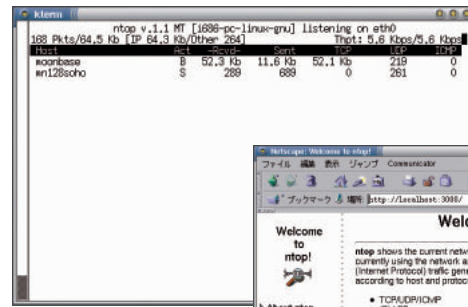 kterm
ntop v.1.1 MT [i686-pc-linux-gnu] listening on eth0
168 Pkts/64.5 Kb [IP 64.3 Kb/Other 264] Thpt: 5.6 Kbps/5.6 Kbps
Host Act -Rcvd- Sent TCP UDP ICMP
moonbase B 52.3 Kb 11.6 Kb 52.1 Kb 219 0
mn128soho S 289 689 0 261 0
Netscape: Welcome to ntop!
ファイル 編集 表示 ジャンプ Communicator
ブックマーク 場所 http://localhost:3000/
Welc
Welcome
to
ntop!
ntop shows the current netw
currently using the network a
(Internet Protocol) traffic gene
according to host and protoco
TCP/UDP/ICMP
About ntop